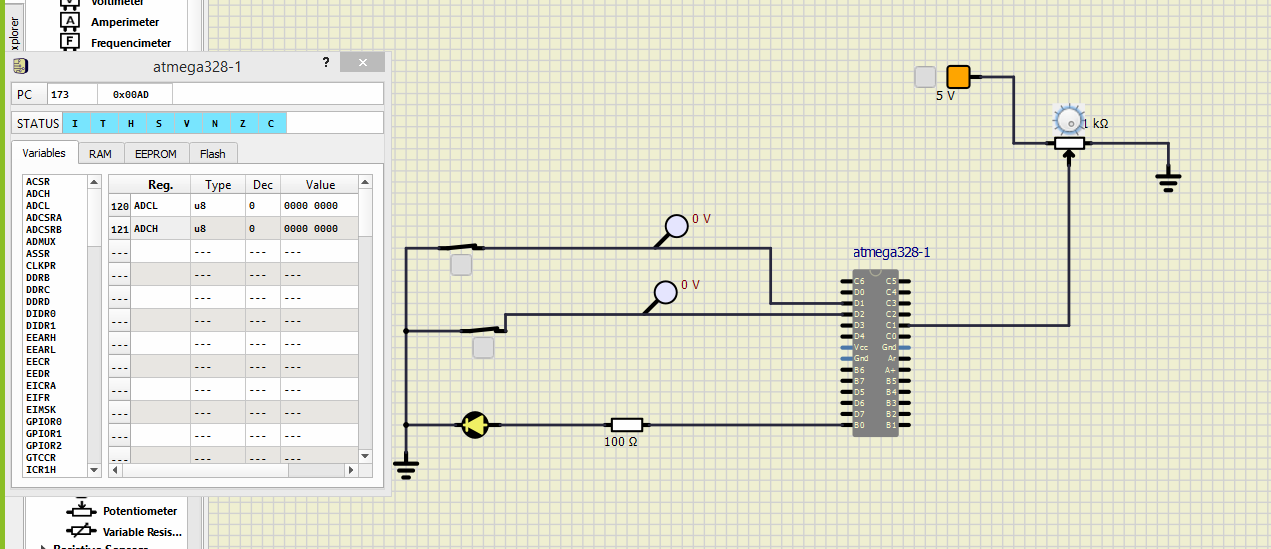 Voltmeter
A Amperimeter
F Frequencimeter
xplorer
atmega328-1 ?
PC 173 0x00AD
STATUS I T H S V N Z C
Variables RAM EEPROM Flash
ACSR
ADCH
ADCL
ADCSRA
ADCSRB
ADMUX
ASSR
CLKPR
DDRB
DDRC
DDRD
DIDR0
DIDR1
EEARH
EEARL
EECR
EEDR
EICRA
EIFR
EIMSK
GPIOR0
GPIOR1
GPIOR2
GTCCR
ICR1H
Reg. Type Dec Value
120 ADCL u8 0 0000 0000
121 ADCH u8 0 0000 0000
--- --- --- --- ---
--- --- --- --- ---
--- --- --- --- ---
--- --- --- --- ---
--- --- --- --- ---
--- --- --- --- ---
--- --- --- --- ---
--- --- --- --- ---
--- --- --- --- ---
--- --- --- --- ---
Potentiometer
Variable Resis...
Resistive Sensors
5 V
1 kΩ
0 V
0 V
100 Ω
atmega328-1
C6 C5
D0 C4
D1 C3
D2 C2
D3 C1
D4 C0
Vcc Gnd
Gnd Ar
B6 A+
B7 B5
D5 B4
D6 B3
D7 B2
B0 B1